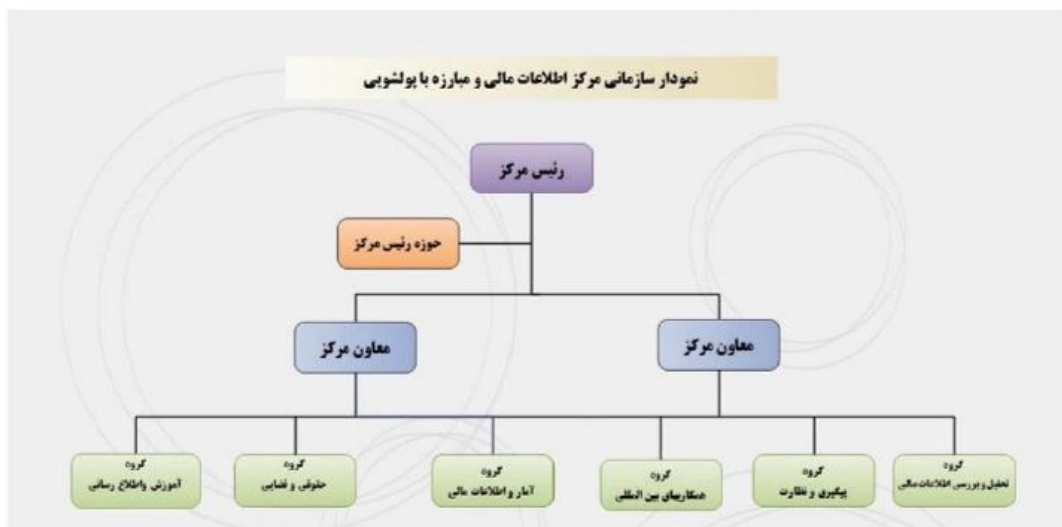 نمودار سازمانی مرکز اطلاعات مالی و مبارزه با پولشویی
رئیس مرکز
حوزه رئیس مرکز
معاون مرکز
معاون مرکز
گروه
تحلیل و بررسی اطلاعات مالی
گروه
پیگیری و نظارت
گروه
همکاریهای بین المللی
گروه
آمار و اطلاعات مالی
گروه
حقوقی و قضایی
گروه
آموزش واطلاع رسانی